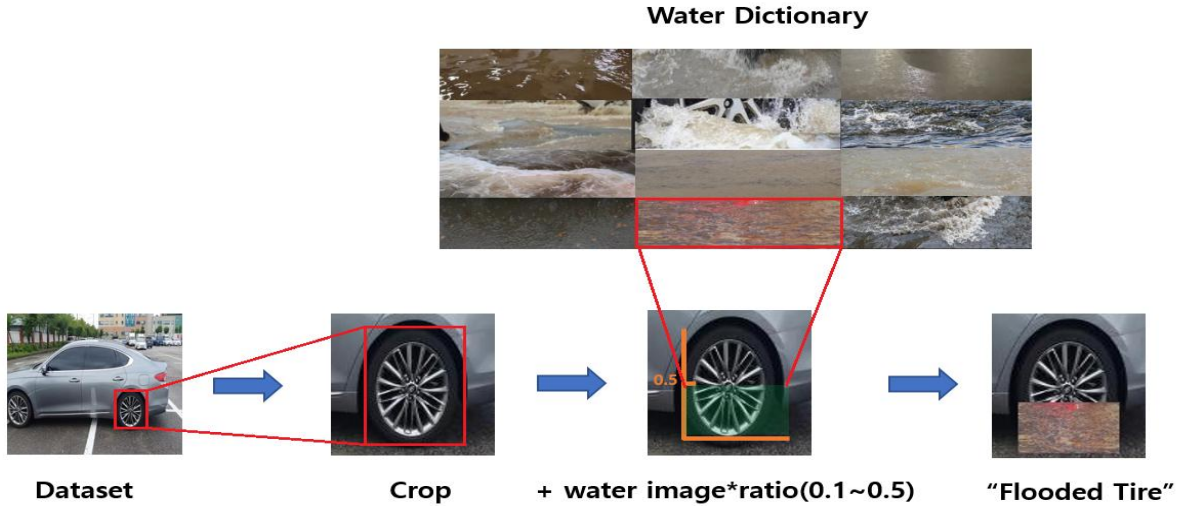 Water Dictionary
0.5
Dataset
Crop
+ water image*ratio(0.1~0.5)
“Flooded Tire”